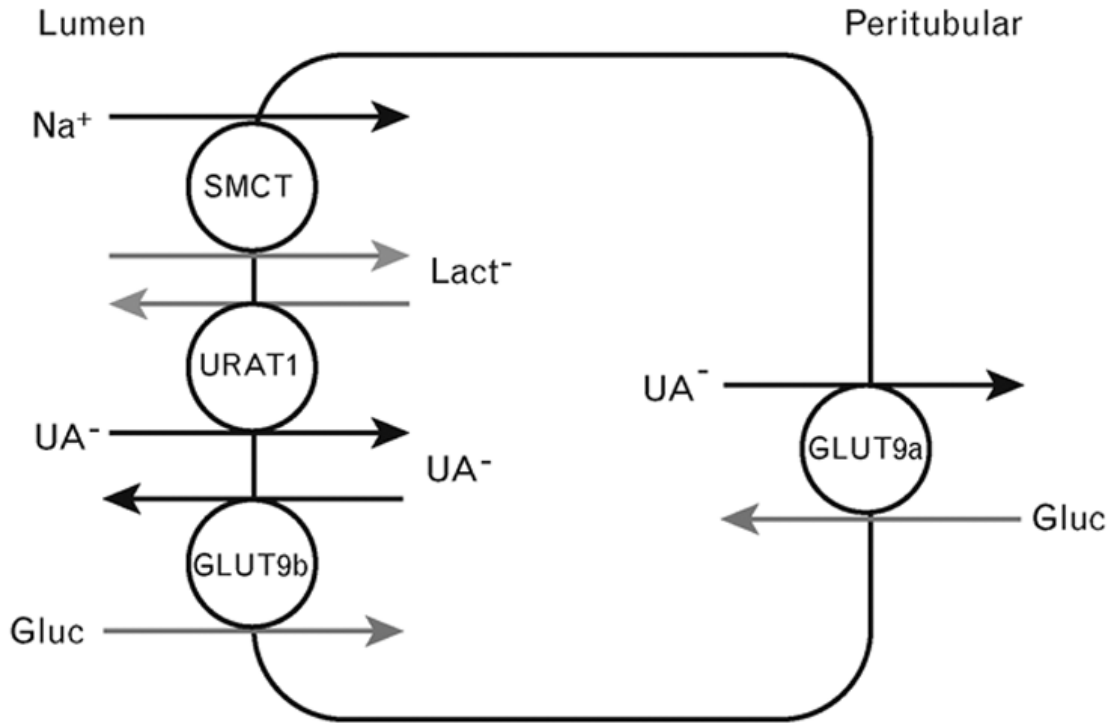 Lumen
Peritubular
Na⁺
SMCT
Lact⁻
URAT1
UA⁻
UA⁻
UA⁻
GLUT9a
GLUT9b
Gluc
Gluc